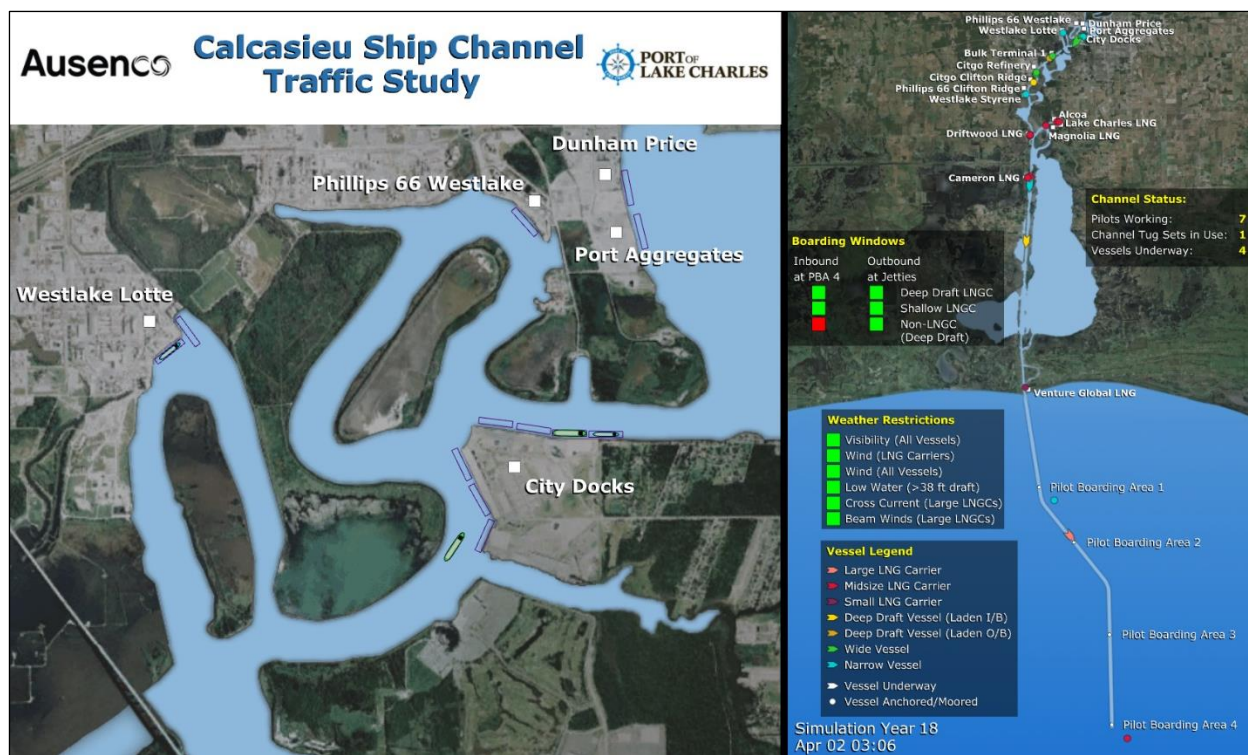 Ausenco
Calcasieu Ship Channel
Traffic Study
PORT OF
LAKE CHARLES
Dunham Price
Phillips 66 Westlake
Port Aggregates
Westlake Lotte
City Docks
Phillips 66 Westlake
Dunham Price
Westlake Lotte
Port Aggregates
City Docks
Bulk Terminal 1
Citgo Refinery
Citgo Clifton Ridge
Phillips 66 Clifton Ridge
Westlake Styrene
Alcoa
Lake Charles LNG
Driftwood LNG
Magnolia LNG
Cameron LNG
Channel Status:
Pilots Working: 7
Channel Tug Sets in Use: 1
Vessels Underway: 4
Boarding Windows
Inbound Outbound
at PBA 4 at Jetties
Deep Draft LNGC
Shallow LNGC
Non-LNGC
(Deep Draft)
Venture Global LNG
Weather Restrictions
Visibility (All Vessels)
Wind (LNG Carriers)
Wind (All Vessels)
Low Water (>38 ft draft)
Cross Current (Large LNGCs)
Beam Winds (Large LNGCs)
Pilot Boarding Area 1
Pilot Boarding Area 2
Vessel Legend
Large LNG Carrier
Midsize LNG Carrier
Small LNG Carrier
Deep Draft Vessel (Laden I/B)
Deep Draft Vessel (Laden O/B)
Wide Vessel
Narrow Vessel
Vessel Underway
Vessel Anchored/Moored
Pilot Boarding Area 3
Pilot Boarding Area 4
Simulation Year 18
Apr 02 03:06